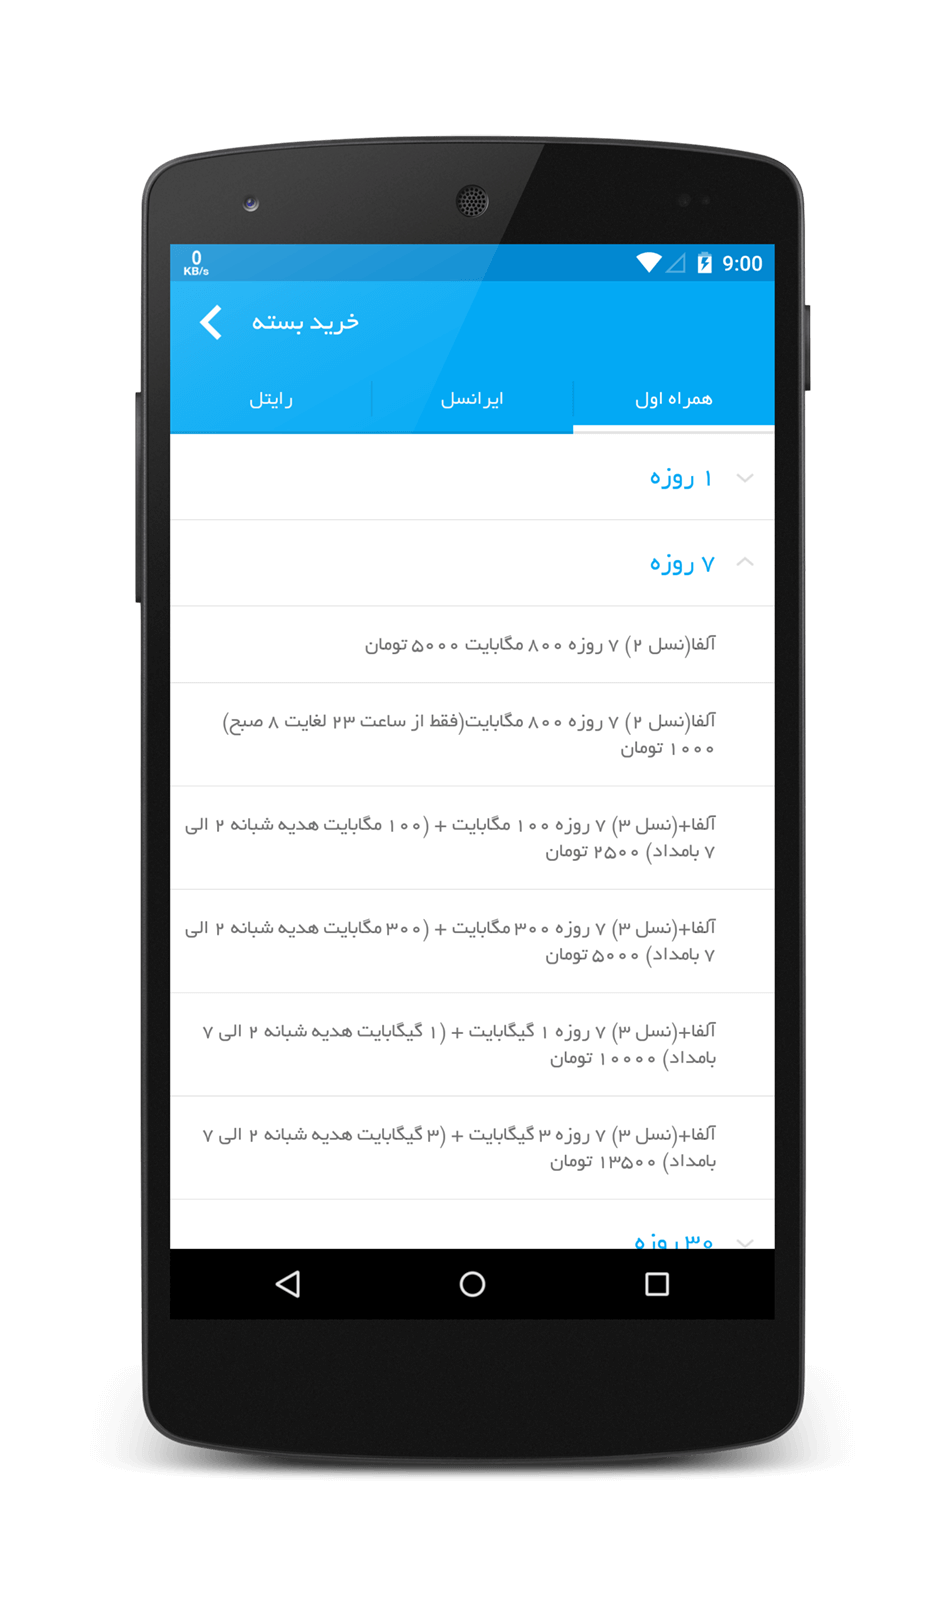 0
KB/s
9:00
خرید بسته
همراه اول
ایرانسل
رایتل
۱ روزه
۷ روزه
آلفا(نسل ۲) ۷ روزه ۸۰۰ مگابایت ۵۰۰۰ تومان
آلفا(نسل ۲) ۷ روزه ۸۰۰ مگابایت(فقط از ساعت ۲۳ لغایت ۸ صبح)
۱۰۰۰ تومان
آلفا+(نسل ۳) ۷ روزه ۱۰۰ مگابایت + (۱۰۰ مگابایت هدیه شبانه ۲ الی
۷ بامداد) ۲۵۰۰ تومان
آلفا+(نسل ۳) ۷ روزه ۳۰۰ مگابایت + (۳۰۰ مگابایت هدیه شبانه ۲ الی
۷ بامداد) ۵۰۰۰ تومان
آلفا+(نسل ۳) ۷ روزه ۱ گیگابایت + (۱ گیگابایت هدیه شبانه ۲ الی ۷
بامداد) ۱۰۰۰۰ تومان
آلفا+(نسل ۳) ۷ روزه ۳ گیگابایت + (۳ گیگابایت هدیه شبانه ۲ الی ۷
بامداد) ۱۳۵۰۰ تومان
۳۰ روزه